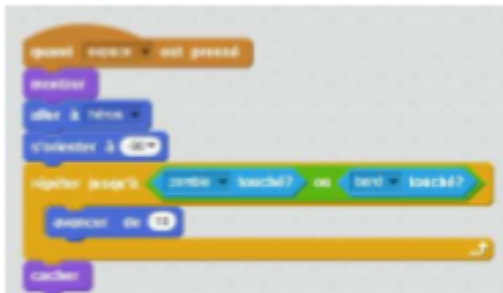 quand espace est pressé
montrer
aller à héros
s'orienter à
répéter jusqu'à zombie touché? ou bord touché?
avancer de 10
cacher